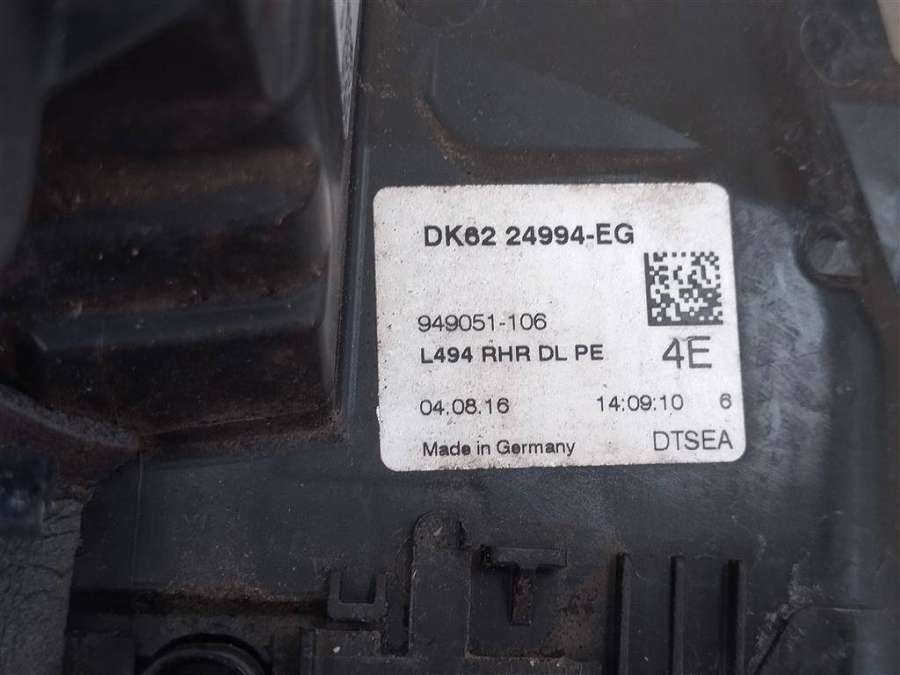 DK62 24994-EG
949051-106
L494 RHR DL PE
4E
04.08.16 14:09:10 6
Made in Germany DTSEA